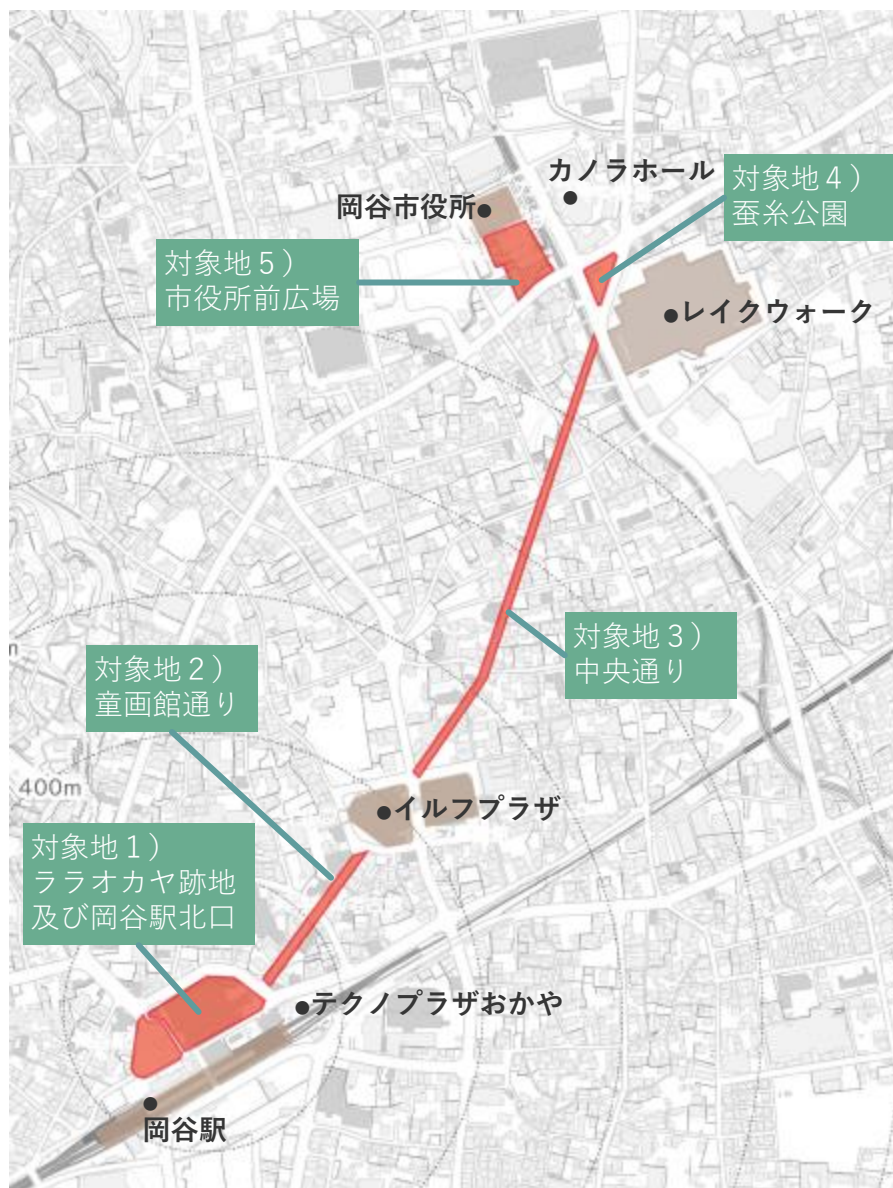 カノラホール
岡谷市役所
対象地４）
蚕糸公園
対象地５）
市役所前広場
レイクウォーク
対象地３）
中央通り
対象地２）
童画館通り
400m
イルフプラザ
対象地１）
ララオカヤ跡地
及び岡谷駅北口
テクノプラザおかや
岡谷駅